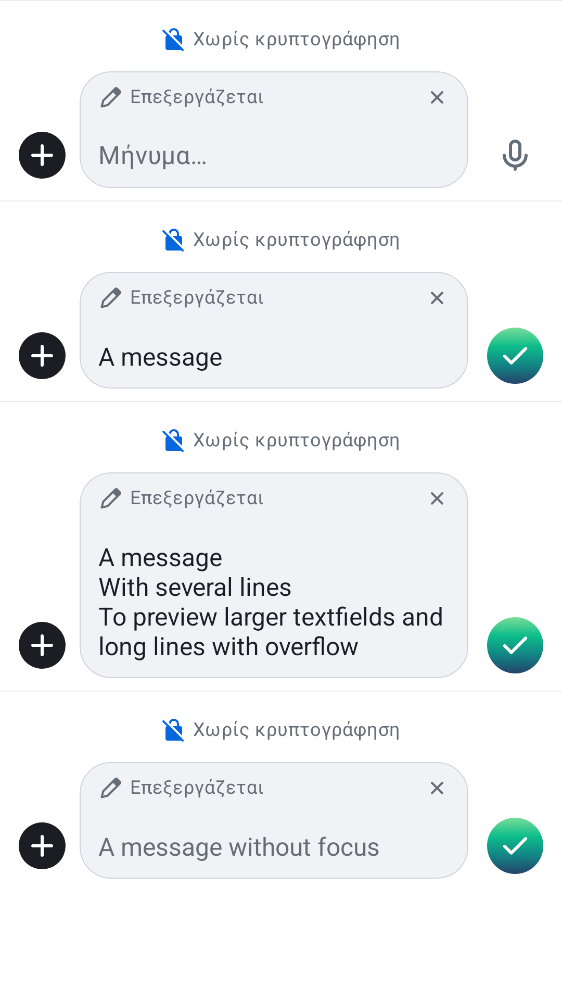 Χωρίς κρυπτογράφηση
Επεξεργάζεται
Μήνυμα…
Χωρίς κρυπτογράφηση
Επεξεργάζεται
A message
Χωρίς κρυπτογράφηση
Επεξεργάζεται
A message
With several lines
To preview larger textfields and
long lines with overflow
Χωρίς κρυπτογράφηση
Επεξεργάζεται
A message without focus